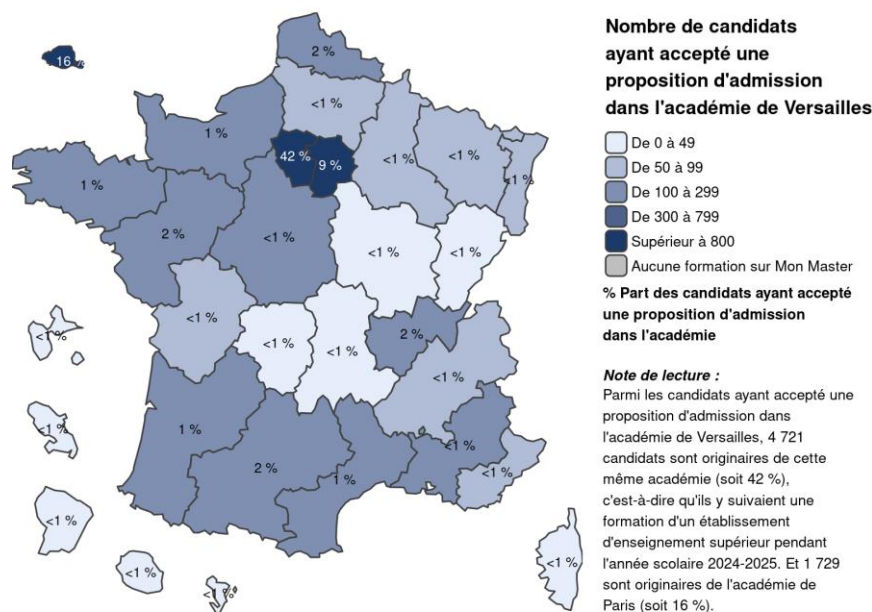 2 %
16 %
<1 %
1 %
42 %
9 %
<1 %
<1 %
<1 %
1 %
2 %
<1 %
<1 %
<1 %
<1 %
<1 %
<1 %
<1 %
2 %
<1 %
<1 %
1 %
2 %
1 %
<1 %
<1 %
<1 %
<1 %
<1 %
<1 %
Nombre de candidats
ayant accepté une
proposition d'admission
dans l'académie de Versailles
De 0 à 49
De 50 à 99
De 100 à 299
De 300 à 799
Supérieur à 800
Aucune formation sur Mon Master
% Part des candidats ayant accepté
une proposition d'admission
dans l'académie
Note de lecture :
Parmi les candidats ayant accepté une
proposition d'admission dans
l'académie de Versailles, 4 721
candidats sont originaires de cette
même académie (soit 42 %),
c'est-à-dire qu'ils y suivaient une
formation d'un établissement
d'enseignement supérieur pendant
l'année scolaire 2024-2025. Et 1 729
sont originaires de l'académie de
Paris (soit 16 %).